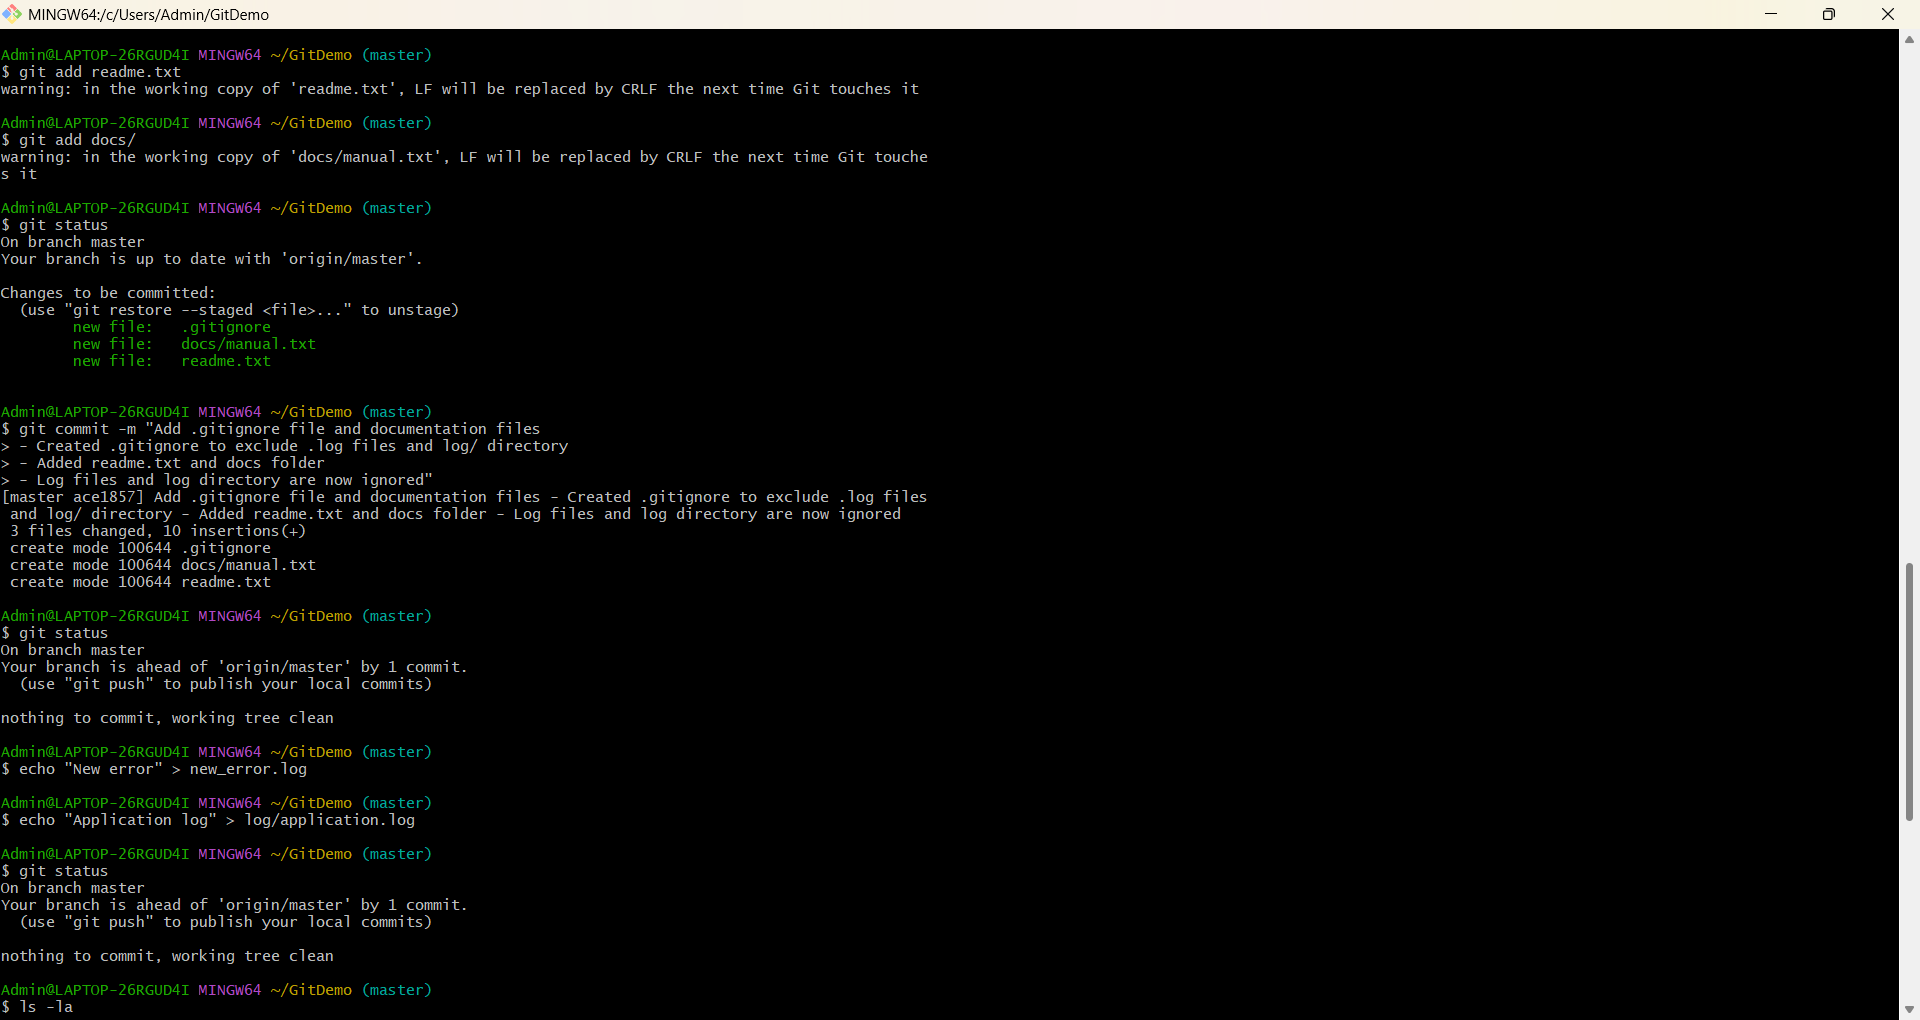 MINGW64:/c/Users/Admin/GitDemo
Admin@LAPTOP-26RGUD4I MINGW64 ~/GitDemo (master)
$ git add readme.txt
warning: in the working copy of 'readme.txt', LF will be replaced by CRLF the next time Git touches it
Admin@LAPTOP-26RGUD4I MINGW64 ~/GitDemo (master)
$ git add docs/
warning: in the working copy of 'docs/manual.txt', LF will be replaced by CRLF the next time Git touche
s it
Admin@LAPTOP-26RGUD4I MINGW64 ~/GitDemo (master)
$ git status
On branch master
Your branch is up to date with 'origin/master'.
Changes to be committed:
  (use "git restore --staged <file>..." to unstage)
        new file:   .gitignore
        new file:   docs/manual.txt
        new file:   readme.txt
Admin@LAPTOP-26RGUD4I MINGW64 ~/GitDemo (master)
$ git commit -m "Add .gitignore file and documentation files
> - Created .gitignore to exclude .log files and log/ directory
> - Added readme.txt and docs folder
> - Log files and log directory are now ignored"
[master ace1857] Add .gitignore file and documentation files - Created .gitignore to exclude .log files
 and log/ directory - Added readme.txt and docs folder - Log files and log directory are now ignored
 3 files changed, 10 insertions(+)
 create mode 100644 .gitignore
 create mode 100644 docs/manual.txt
 create mode 100644 readme.txt
Admin@LAPTOP-26RGUD4I MINGW64 ~/GitDemo (master)
$ git status
On branch master
Your branch is ahead of 'origin/master' by 1 commit.
  (use "git push" to publish your local commits)
nothing to commit, working tree clean
Admin@LAPTOP-26RGUD4I MINGW64 ~/GitDemo (master)
$ echo "New error" > new_error.log
Admin@LAPTOP-26RGUD4I MINGW64 ~/GitDemo (master)
$ echo "Application log" > log/application.log
Admin@LAPTOP-26RGUD4I MINGW64 ~/GitDemo (master)
$ git status
On branch master
Your branch is ahead of 'origin/master' by 1 commit.
  (use "git push" to publish your local commits)
nothing to commit, working tree clean
Admin@LAPTOP-26RGUD4I MINGW64 ~/GitDemo (master)
$ ls -la